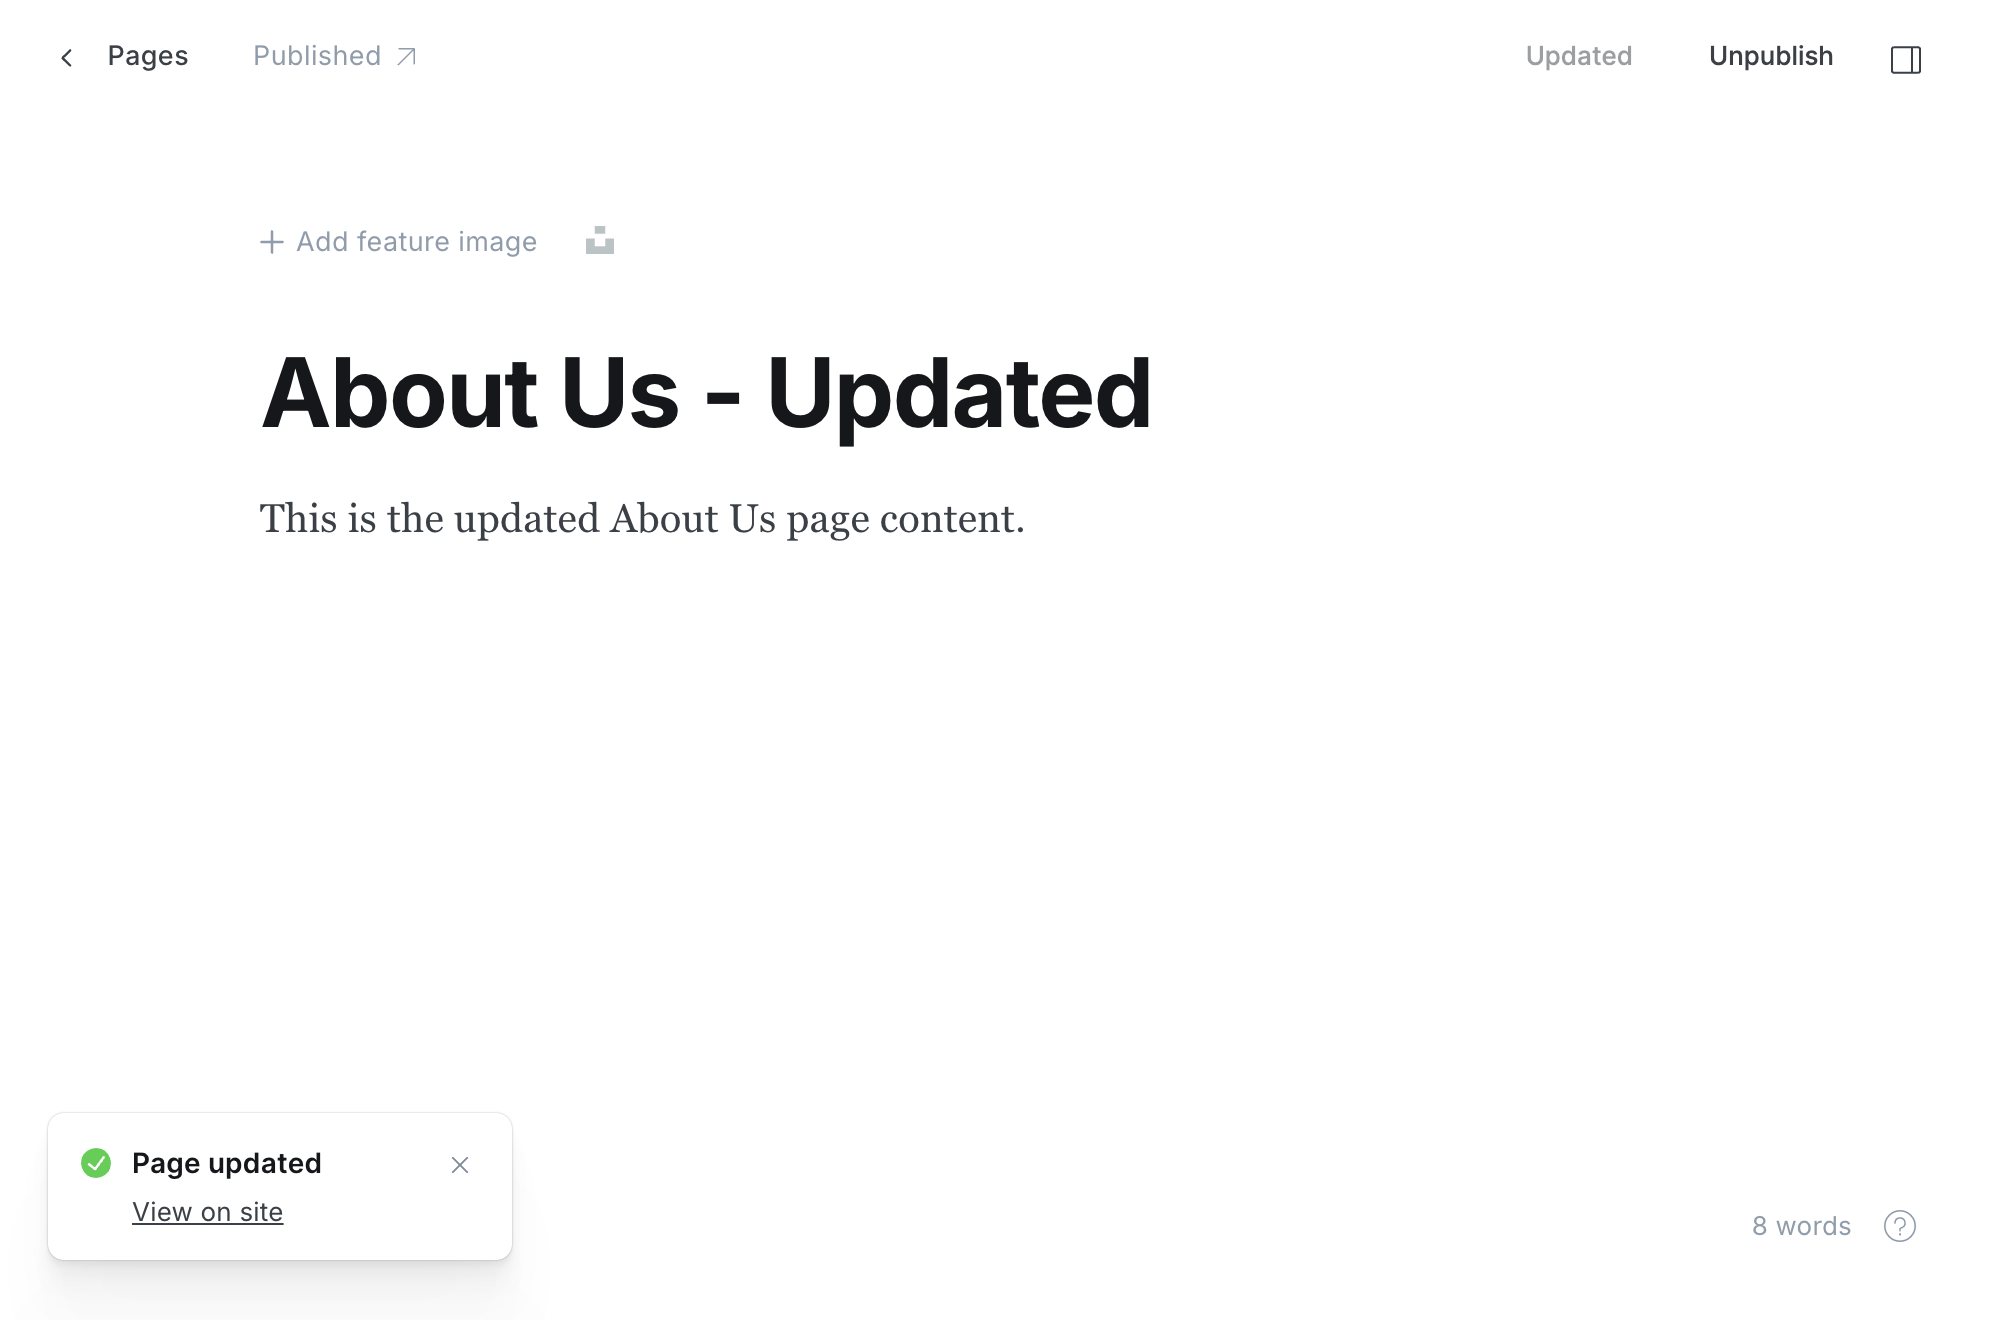 Pages
Published
Updated
Unpublish
Add feature image
About Us - Updated
This is the updated About Us page content.
Page updated
View on site
8 words
?